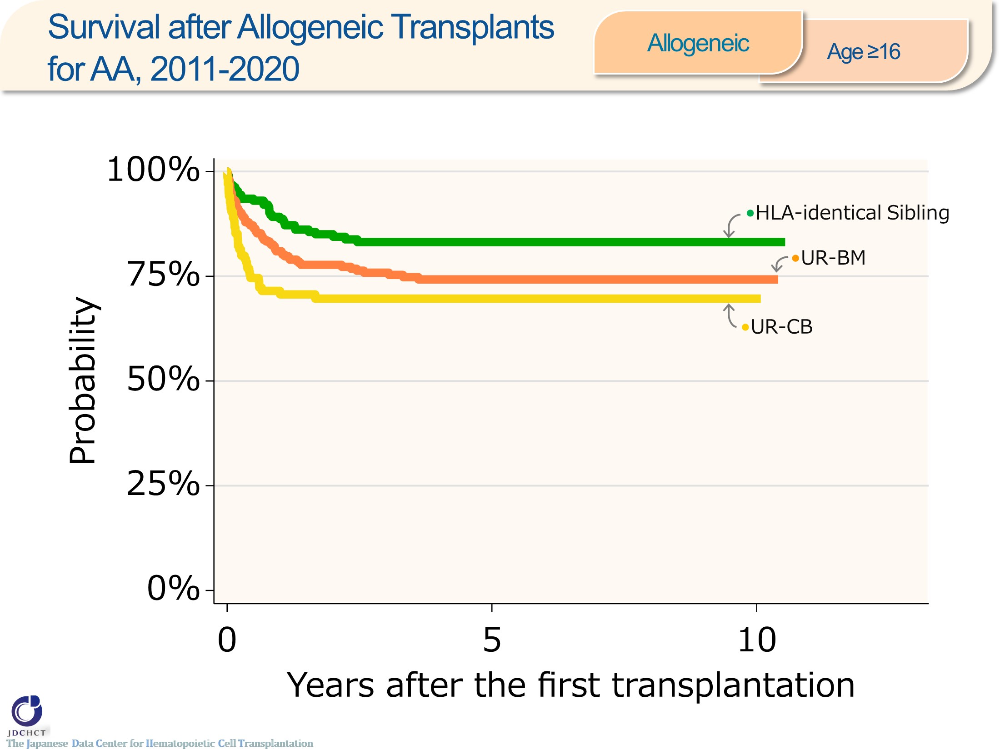 Survival after Allogeneic Transplants
for AA, 2011-2020
Allogeneic
Age ≥16
100%
75%
50%
25%
0%
Probability
HLA-identical Sibling
UR-BM
UR-CB
0 5 10
Years after the first transplantation
JDCHCT
The Japanese Data Center for Hematopoietic Cell Transplantation